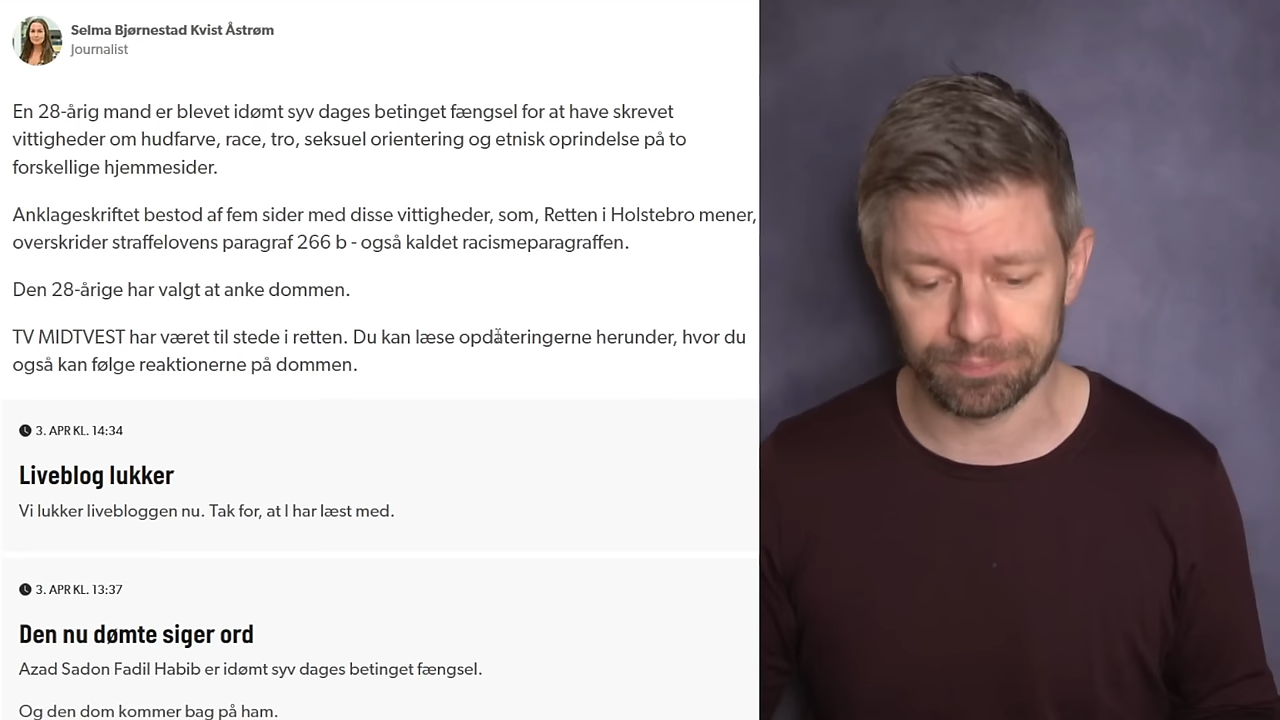 Selma Bjørnestad Kvist Åstrøm
Journalist
En 28-årig mand er blevet idømt syv dages betinget fængsel for at have skrevet
vittigheder om hudfarve, race, tro, seksuel orientering og etnisk oprindelse på to
forskellige hjemmesider.
Anklageskriftet bestod af fem sider med disse vittigheder, som, Retten i Holstebro mener,
overskrider straffelovens paragraf 266 b - også kaldet racismeparagraffen.
Den 28-årige har valgt at anke dommen.
TV MIDTVEST har været til stede i retten. Du kan læse opdateringerne herunder, hvor du
også kan følge reaktionerne på dommen.
3. APR KL. 14:34
Liveblog lukker
Vi lukker livebloggen nu. Tak for, at I har læst med.
3. APR KL. 13:37
Den nu dømte siger ord
Azad Sadon Fadil Habib er idømt syv dages betinget fængsel.
Og den dom kommer bag på ham.